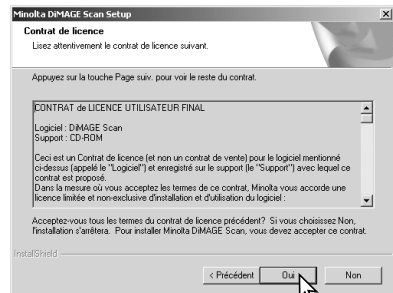 Minolta DiMAGE Scan Setup
Contrat de licence
Lisez attentivement le contrat de licence suivant.
Appuyez sur la touche Page suiv. pour voir le reste du contrat.
CONTRAT de LICENCE UTILISATEUR FINAL
Logiciel : DiMAGE Scan
Support : CD-ROM
Ceci est un Contrat de licence (et non un contrat de vente) pour le logiciel mentionné
ci-dessus (appelé le "Logiciel") et enregistré sur le support (le "Support") avec lequel ce
contrat est proposé.
Dans la mesure où vous acceptez les termes de ce contrat, Minolta vous accorde une
licence limitée et non-exclusive d'installation et d'utilisation du logiciel :
Acceptez-vous tous les termes du contrat de licence précédent? Si vous choisissez Non,
l'installation s'arrêtera. Pour installer Minolta DiMAGE Scan, vous devez accepter ce contrat.
InstallShield
< Précédent Oui Non